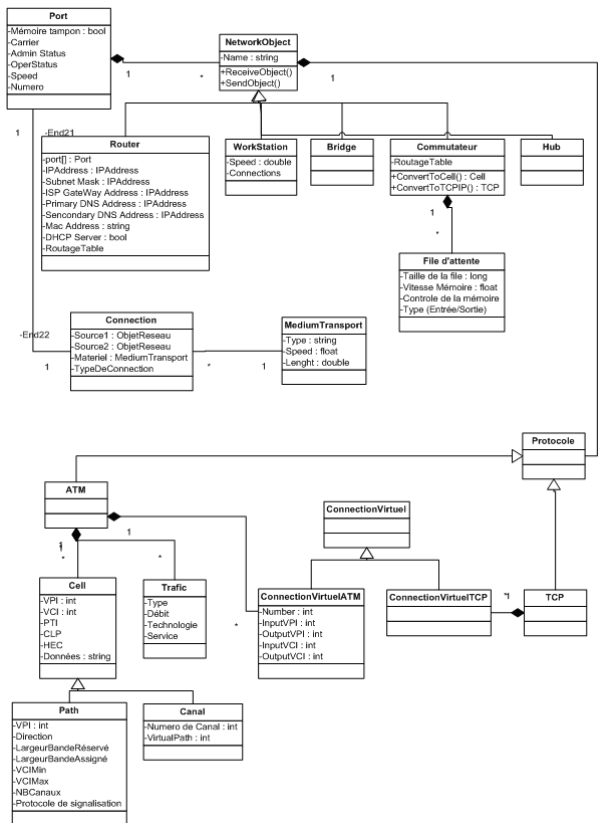 Port
-Mémoire tampon : bool
-Carrier
-Admin Status
-OperStatus
-Speed
-Numero
1
*
NetworkObject
-Name : string
+ReceiveObject()
+SendObject()
1
1
-End21
Router
-port[] : Port
-IPAddress : IPAddress
-Subnet Mask : IPAddress
-ISP GateWay Address : IPAddress
-Primary DNS Address : IPAddress
-Sencondary DNS Address : IPAddress
-Mac Address : string
-DHCP Server : bool
-RoutageTable
WorkStation
-Speed : double
-Connections
Bridge
Commutateur
-RoutageTable
+ConvertToCell() : Cell
+ConvertToTCPIP() : TCP
Hub
1
*
File d'attente
-Taille de la file : long
-Vitesse Mémoire : float
-Controle de la mémoire
-Type (Entrée/Sortie)
-End22
1
Connection
-Source1 : ObjetReseau
-Source2 : ObjetReseau
-Materiel : MediumTransport
-TypeDeConnection
*
1
MediumTransport
-Type : string
-Speed : float
-Lenght : double
Protocole
ATM
1
1
*
*
ConnectionVirtuel
Cell
-VPI : int
-VCI : int
-PTI
-CLP
-HEC
-Données : string
Trafic
-Type
-Débit
-Technologie
-Service
*
ConnectionVirtuelATM
-Number : int
-InputVPI : int
-OutputVPI : int
-InputVCI : int
-OutputVCI : int
ConnectionVirtuelTCP
*1
TCP
Path
-VPI : int
-Direction
-LargeurBandeRéservé
-LargeurBandeAssigné
-VCIMin
-VCIMax
-NBCanaux
-Protocole de signalisation
Canal
-Numero de Canal : int
-VirtualPath : int